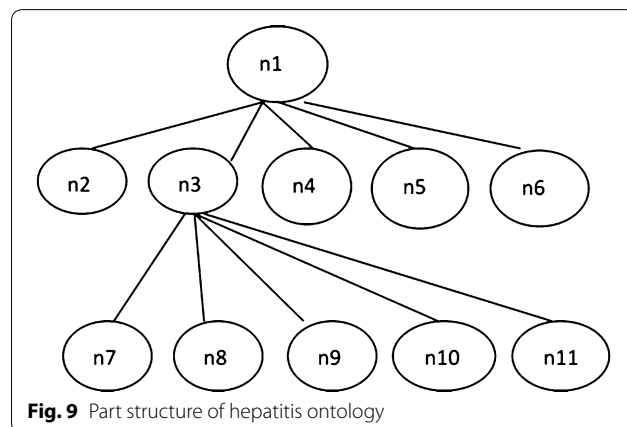 n1
n2 n3 n4 n5 n6
n7 n8 n9 n10 n11
Fig. 9 Part structure of hepatitis ontology